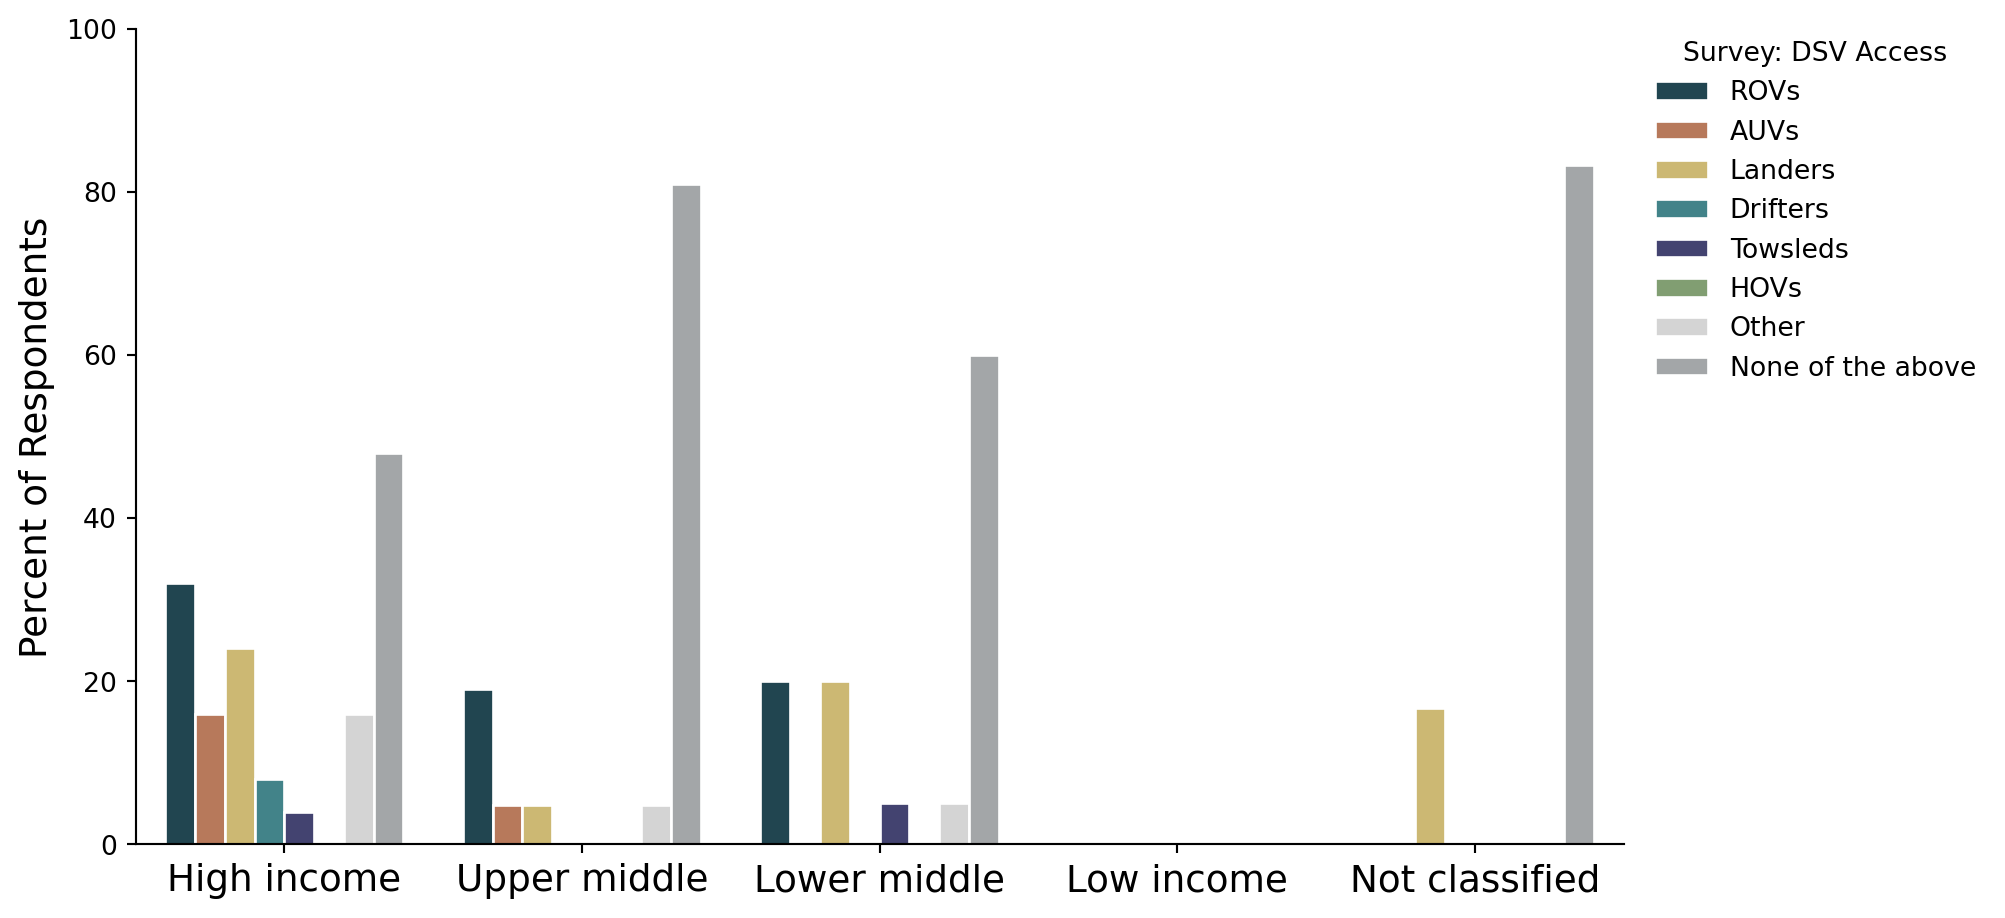 Percent of Respondents
100
80
60
40
20
0
High income
Upper middle
Lower middle
Low income
Not classified
Survey: DSV Access
ROVs
AUVs
Landers
Drifters
Towsleds
HOVs
Other
None of the above